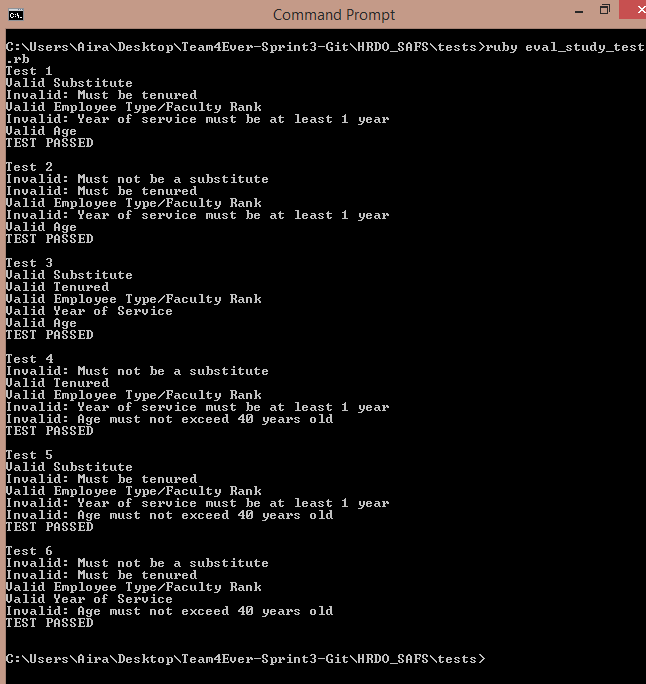 Command Prompt
C:\Users\Aira\Desktop\Team4Ever-Sprint3-Git\HRDO_SAFS\tests>ruby eval_study_test
.rb
Test 1
Valid Substitute
Invalid: Must be tenured
Valid Employee Type/Faculty Rank
Invalid: Year of service must be at least 1 year
Valid Age
TEST PASSED
Test 2
Invalid: Must not be a substitute
Invalid: Must be tenured
Valid Employee Type/Faculty Rank
Invalid: Year of service must be at least 1 year
Valid Age
TEST PASSED
Test 3
Valid Substitute
Valid Tenured
Valid Employee Type/Faculty Rank
Valid Year of Service
Valid Age
TEST PASSED
Test 4
Invalid: Must not be a substitute
Valid Tenured
Valid Employee Type/Faculty Rank
Invalid: Year of service must be at least 1 year
Invalid: Age must not exceed 40 years old
TEST PASSED
Test 5
Valid Substitute
Invalid: Must be tenured
Valid Employee Type/Faculty Rank
Invalid: Year of service must be at least 1 year
Invalid: Age must not exceed 40 years old
TEST PASSED
Test 6
Invalid: Must not be a substitute
Invalid: Must be tenured
Valid Employee Type/Faculty Rank
Valid Year of Service
Invalid: Age must not exceed 40 years old
TEST PASSED
C:\Users\Aira\Desktop\Team4Ever-Sprint3-Git\HRDO_SAFS\tests>